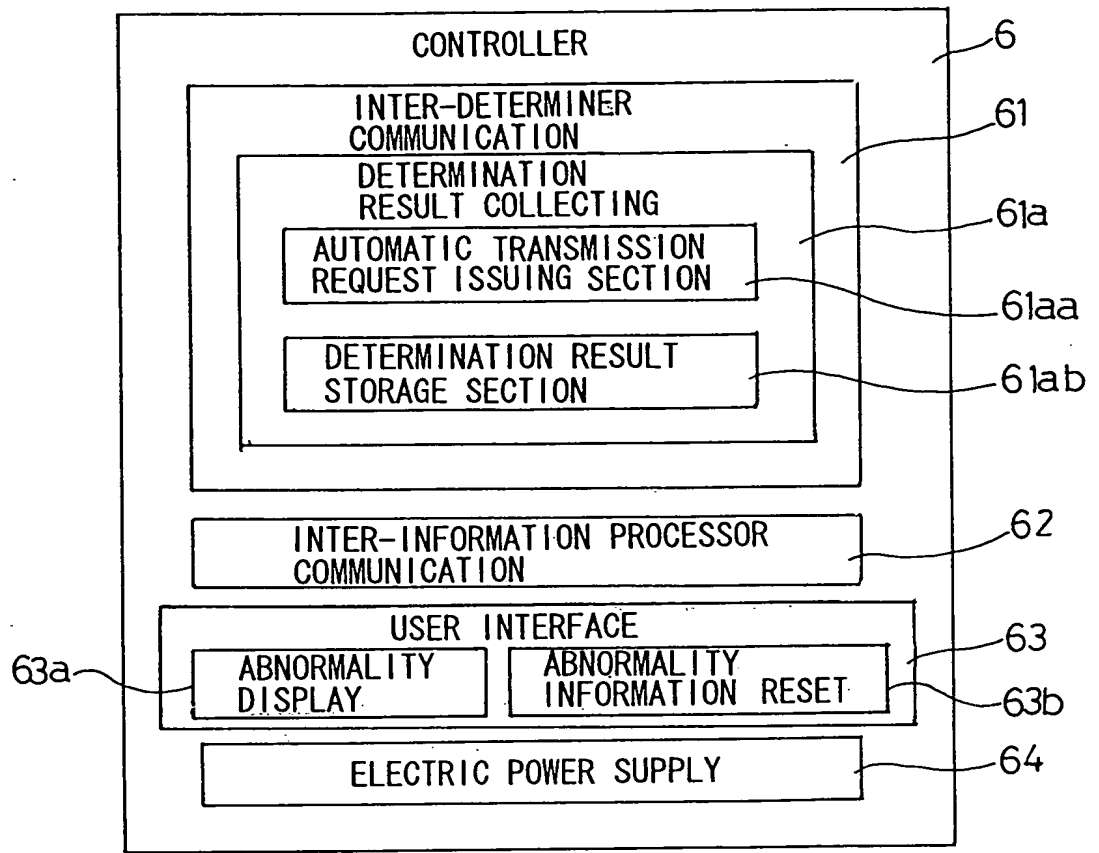 CONTROLLER
6
INTER-DETERMINER
COMMUNICATION
61
DETERMINATION
RESULT COLLECTING
61a
AUTOMATIC TRANSMISSION
REQUEST ISSUING SECTION
61aa
DETERMINATION RESULT
STORAGE SECTION
61ab
INTER-INFORMATION PROCESSOR
COMMUNICATION
62
USER INTERFACE
63
63a
ABNORMALITY
DISPLAY
ABNORMALITY
INFORMATION RESET
63b
ELECTRIC POWER SUPPLY
64